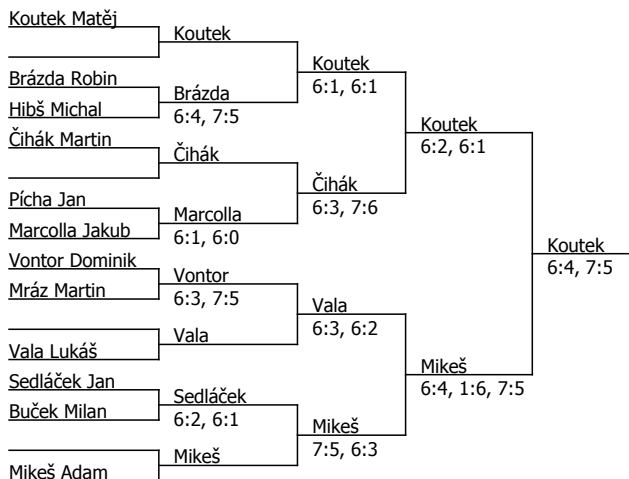 Koutek Matěj
Brázda Robin
Hibš Michal
Čihák Martin
Pícha Jan
Marcolla Jakub
Vontor Dominik
Mráz Martin
Vala Lukáš
Sedláček Jan
Buček Milan
Mikeš Adam
Koutek
Brázda
6:4, 7:5
Čihák
Marcolla
6:1, 6:0
Vontor
6:3, 7:5
Vala
Sedláček
6:2, 6:1
Mikeš
Koutek
6:1, 6:1
Čihák
6:3, 7:6
Vala
6:3, 6:2
Mikeš
7:5, 6:3
Koutek
6:2, 6:1
Mikeš
6:4, 1:6, 7:5
Koutek
6:4, 7:5